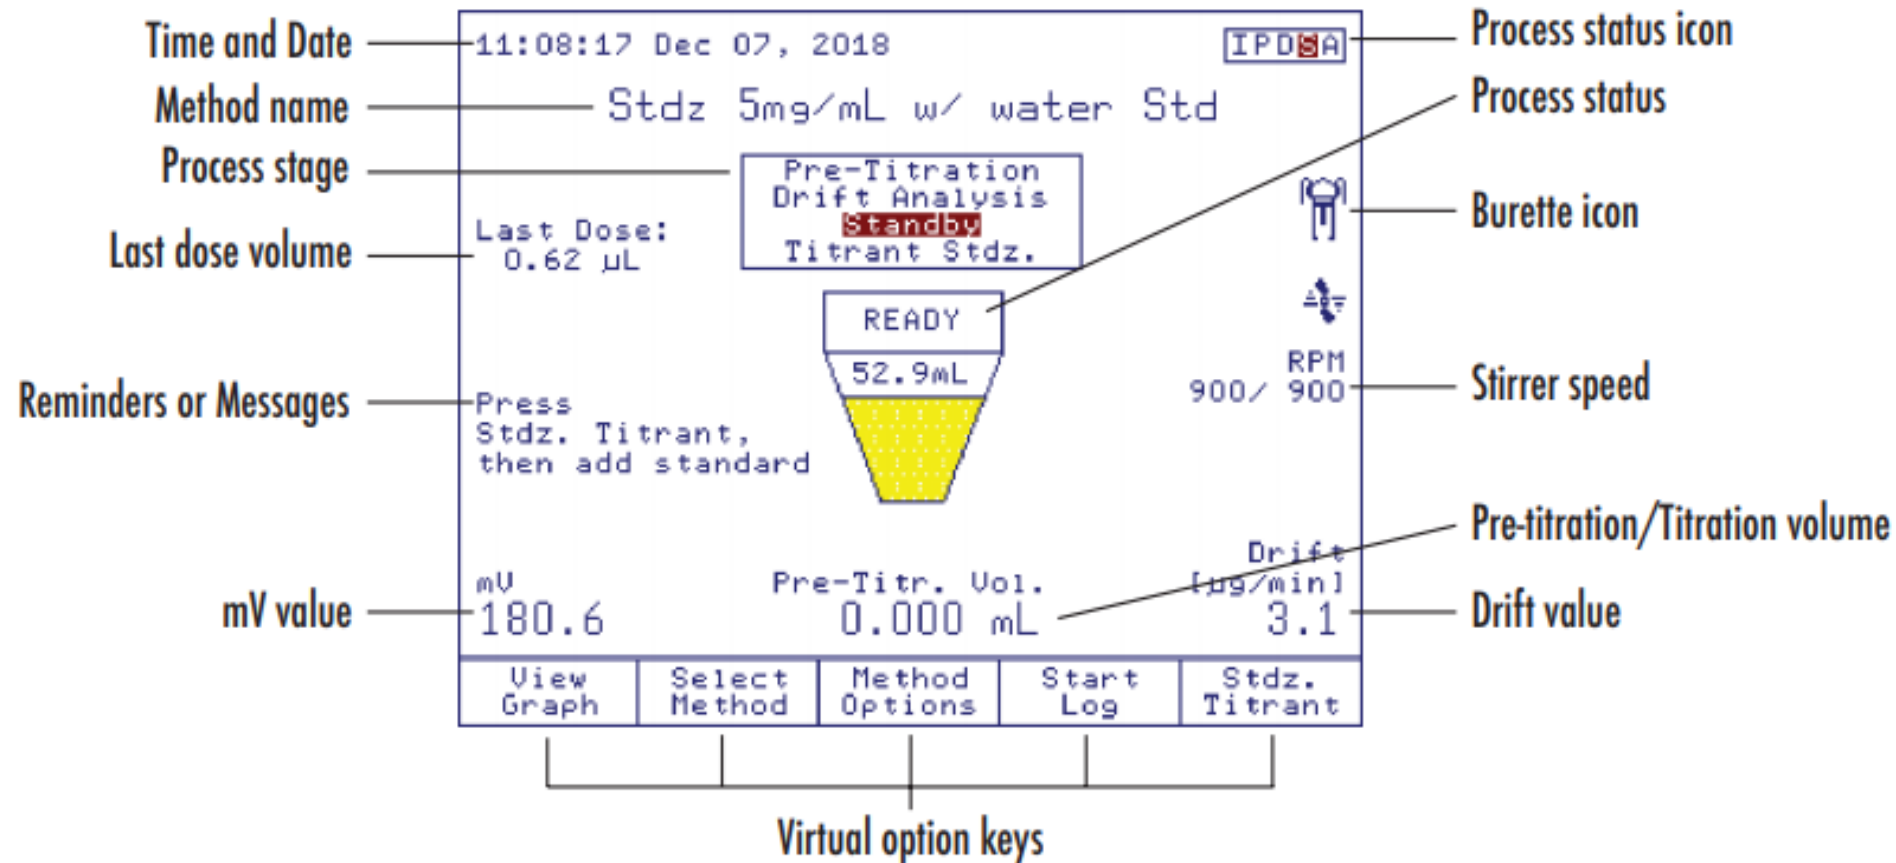 Time and Date
11:08:17 Dec 07, 2018
IPDSA
Process status icon
Method name
Stdz 5mg/mL w/ water Std
Process status
Process stage
Pre-Titration
Drift Analysis
Standby
Titrant Stdz.
Burette icon
Last dose volume
Last Dose:
0.62 µL
READY
52.9mL
RPM
900/ 900
Stirrer speed
Reminders or Messages
Press
Stdz. Titrant,
then add standard
Pre-titration/Titration volume
mV value
mV
180.6
Pre-Titr. Vol.
0.000 mL
Drift
[µg/min]
3.1
Drift value
View
Graph
Select
Method
Method
Options
Start
Log
Stdz.
Titrant
Virtual option keys